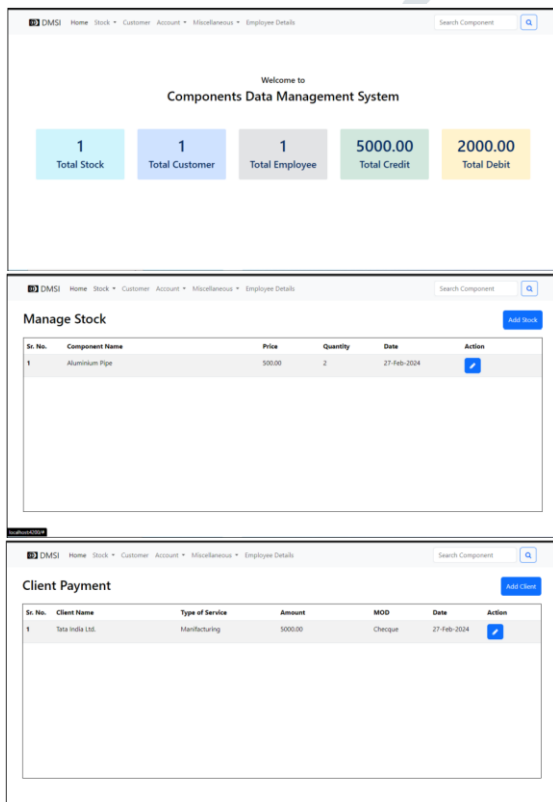 DMSI Home Stock Customer Account Miscellaneous Employee Details Search Component
Welcome to
Components Data Management System
1 1 1 5000.00 2000.00
Total Stock Total Customer Total Employee Total Credit Total Debit
DMSI Home Stock Customer Account Miscellaneous Employee Details Search Component
Manage Stock Add Stock
Sr. No. Component Name Price Quantity Date Action
1 Aluminium Pipe 500.00 2 27-Feb-2024
localhost:4200/#
DMSI Home Stock Customer Account Miscellaneous Employee Details Search Component
Client Payment Add Client
Sr. No. Client Name Type of Service Amount MOD Date Action
1 Tata India Ltd. Manifacturing 5000.00 Checque 27-Feb-2024